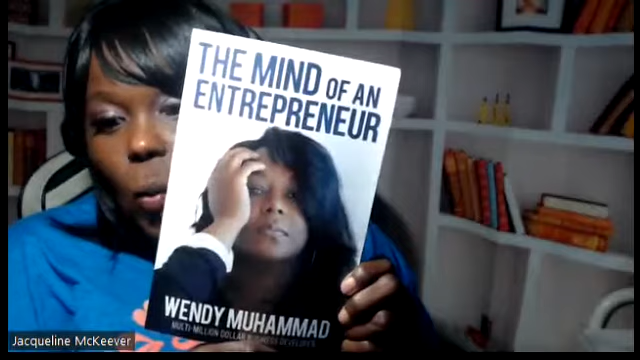 THE MIND OF AN
ENTREPRENEUR
WENDY MUHAMMAD
MULTI-MILLION DOLLAR BUSINESS DEVELOPER
Jacqueline McKeever